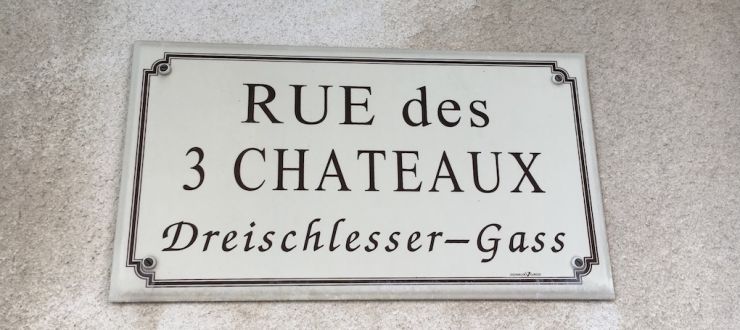 RUE des
3 CHATEAUX
Dreischlesser-Gass